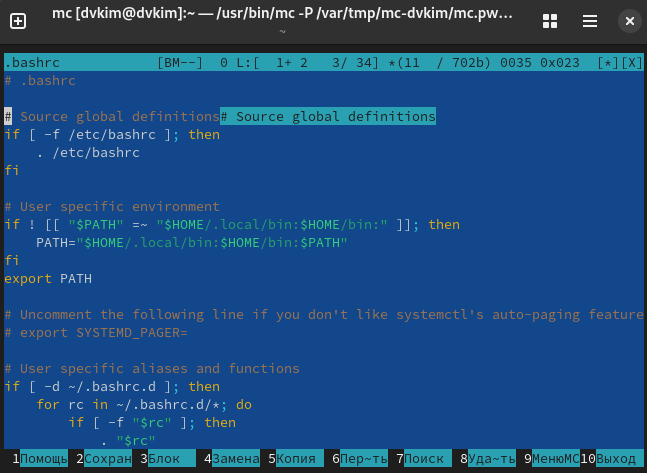 mc [dvkim@dvkim]:~ — /usr/bin/mc -P /var/tmp/mc-dvkim/mc.pw…
~
.bashrc [BM--] 0 L:[ 1+ 2 3/ 34] *(11 / 702b) 0035 0x023 [*][X]
# .bashrc
# Source global definitions# Source global definitions
if [ -f /etc/bashrc ]; then
    . /etc/bashrc
fi
# User specific environment
if ! [[ "$PATH" =~ "$HOME/.local/bin:$HOME/bin:" ]]; then
    PATH="$HOME/.local/bin:$HOME/bin:$PATH"
fi
export PATH
# Uncomment the following line if you don't like systemctl's auto-paging feature
# export SYSTEMD_PAGER=
# User specific aliases and functions
if [ -d ~/.bashrc.d ]; then
    for rc in ~/.bashrc.d/*; do
        if [ -f "$rc" ]; then
            . "$rc"
1Помощь 2Сохран 3Блок 4Замена 5Копия 6Пер~ть 7Поиск 8Уда~ть 9МенюMC 10Выход